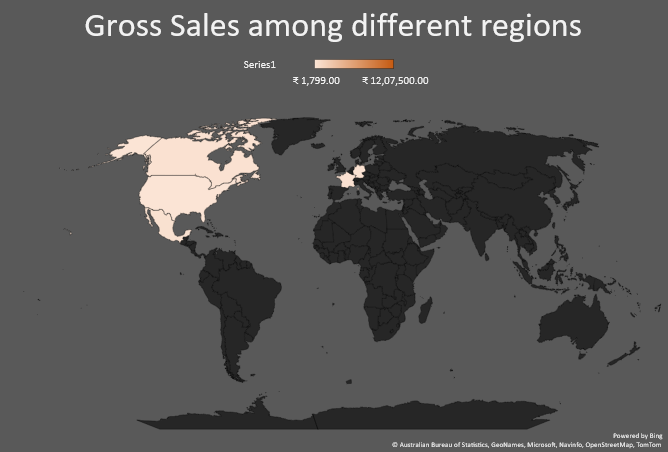 Gross Sales among different regions
Series1
₹ 1,799.00 ₹ 12,07,500.00
Powered by Bing
© Australian Bureau of Statistics, GeoNames, Microsoft, Navinfo, OpenStreetMap, TomTom